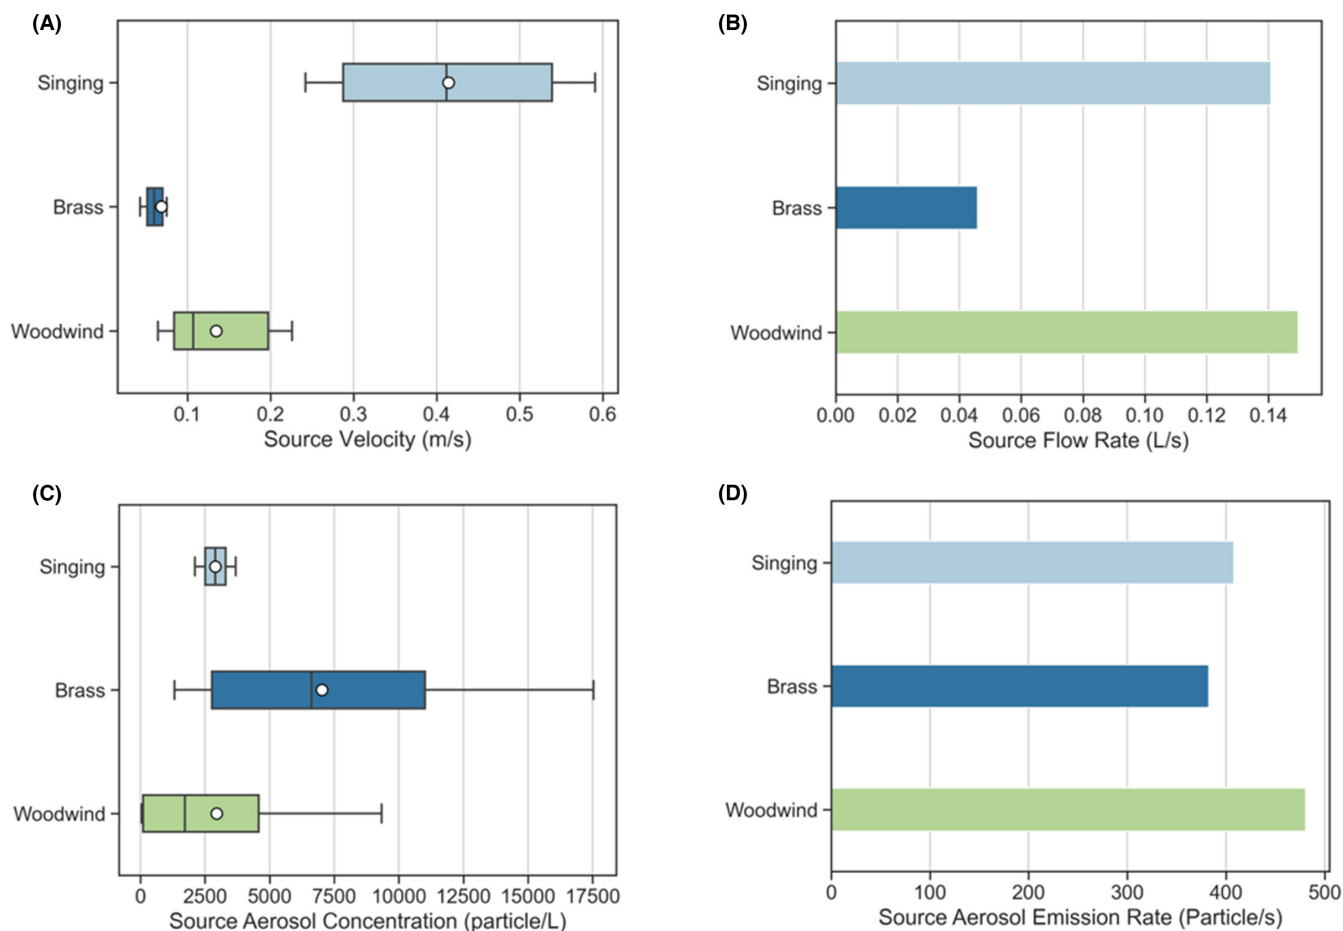 (A)
Singing
Brass
Woodwind
0.1 0.2 0.3 0.4 0.5 0.6
Source Velocity (m/s)
(B)
Singing
Brass
Woodwind
0.00 0.02 0.04 0.06 0.08 0.10 0.12 0.14
Source Flow Rate (L/s)
(C)
Singing
Brass
Woodwind
0 2500 5000 7500 10000 12500 15000 17500
Source Aerosol Concentration (particle/L)
(D)
Singing
Brass
Woodwind
0 100 200 300 400 500
Source Aerosol Emission Rate (Particle/s)